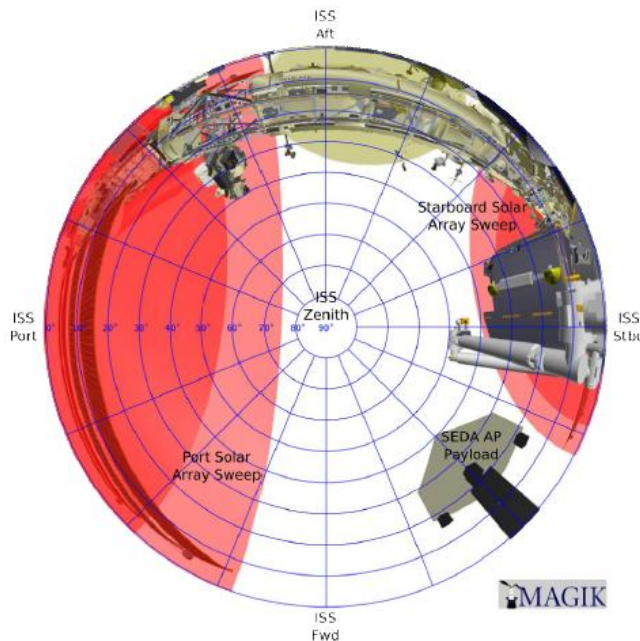 ISS
Aft
Starboard Solar
Array Sweep
ISS
Zenith
ISS
Port
0°
10°
20°
30°
40°
50°
60°
70°
80°
90°
ISS
Stbd
SEDA AP
Payload
Port Solar
Array Sweep
MAGIK
ISS
Fwd